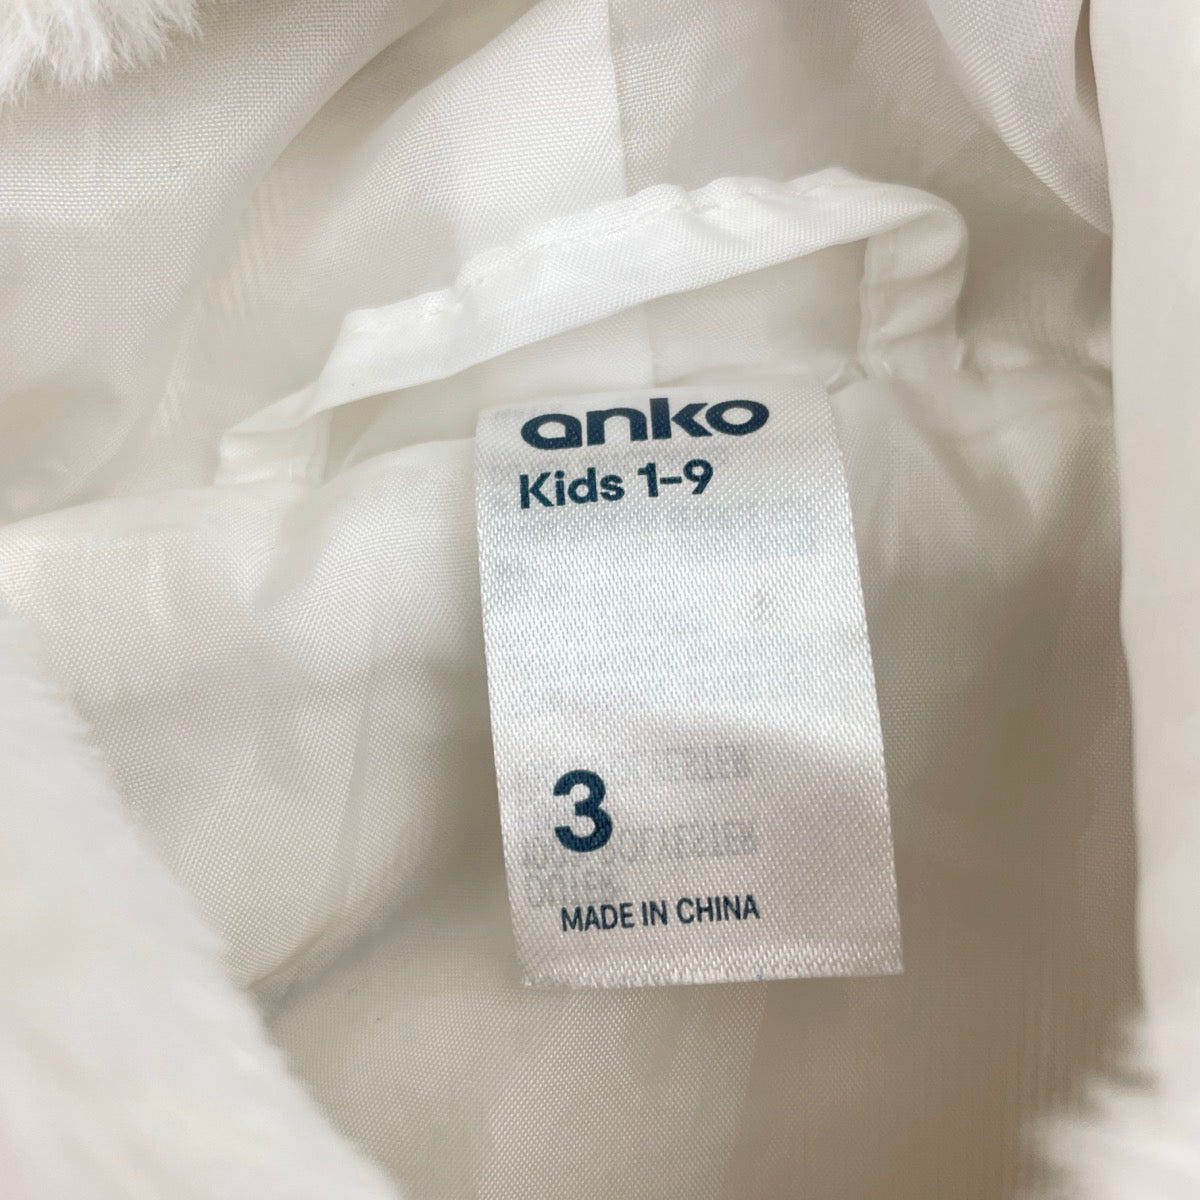 anko
Kids 1-9
3
MADE IN CHINA